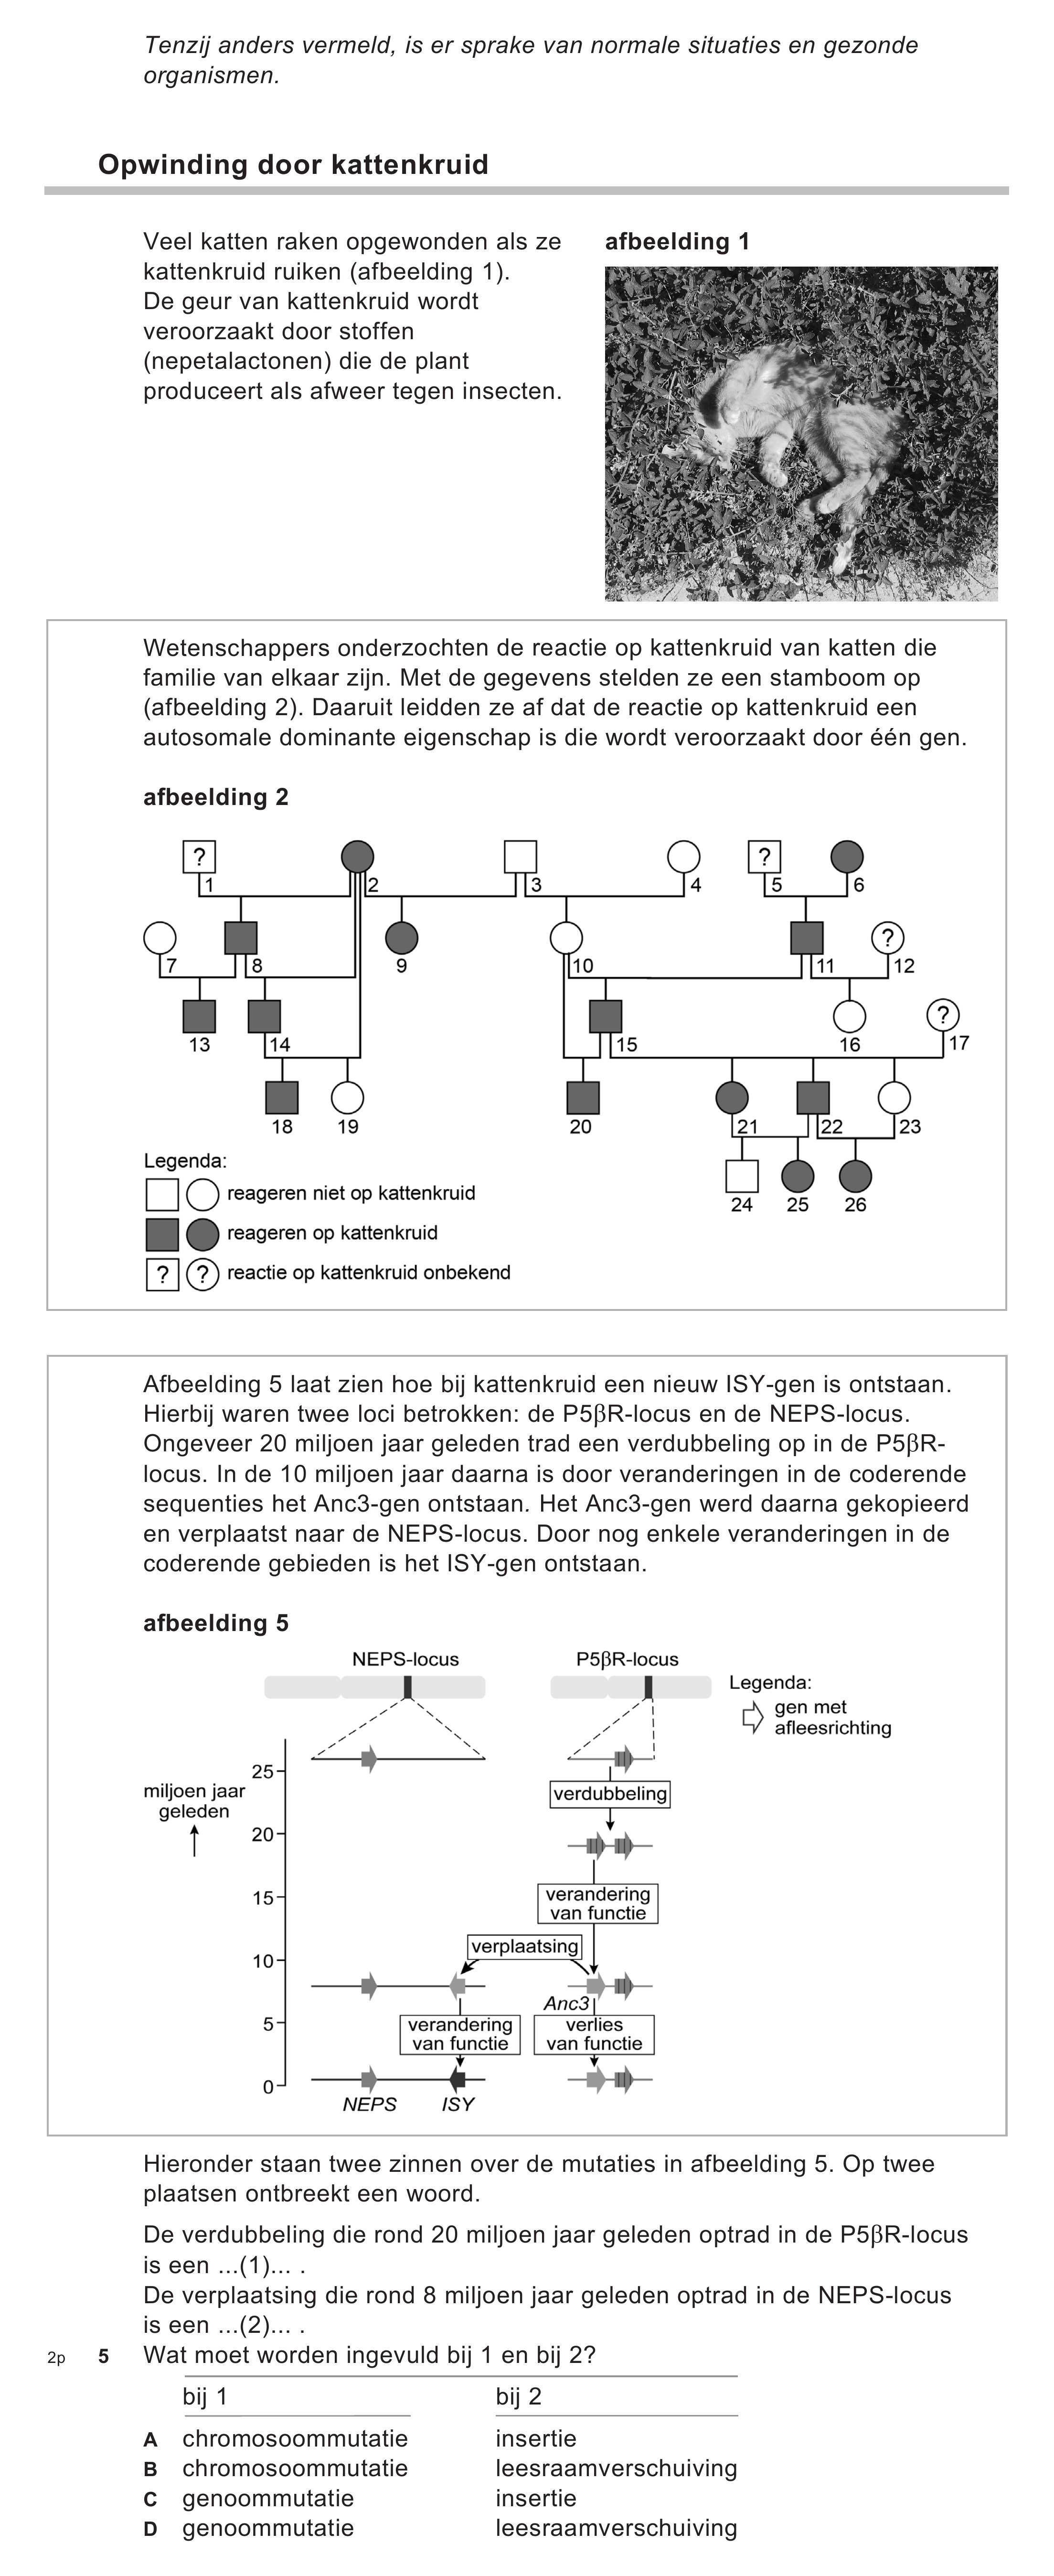 Tenzij anders vermeld, is er sprake van normale situaties en gezonde
organismen.
Opwinding door kattenkruid
Veel katten raken opgewonden als ze
kattenkruid ruiken (afbeelding 1).
De geur van kattenkruid wordt
veroorzaakt door stoffen
(nepetalactonen) die de plant
produceert als afweer tegen insecten.
afbeelding 1
Wetenschappers onderzochten de reactie op kattenkruid van katten die
familie van elkaar zijn. Met de gegevens stelden ze een stamboom op
(afbeelding 2). Daaruit leidden ze af dat de reactie op kattenkruid een
autosomale dominante eigenschap is die wordt veroorzaakt door één gen.
afbeelding 2
? ?
1 2 3 4 5 6
?
7 8 9 10 11 12
?
13 14 15 16 17
18 19 20 21 22 23
24 25 26
Legenda:
reageren niet op kattenkruid
reageren op kattenkruid
? ? reactie op kattenkruid onbekend
Afbeelding 5 laat zien hoe bij kattenkruid een nieuw ISY-gen is ontstaan.
Hierbij waren twee loci betrokken: de P5βR-locus en de NEPS-locus.
Ongeveer 20 miljoen jaar geleden trad een verdubbeling op in de P5βR-
locus. In de 10 miljoen jaar daarna is door veranderingen in de coderende
sequenties het Anc3-gen ontstaan. Het Anc3-gen werd daarna gekopieerd
en verplaatst naar de NEPS-locus. Door nog enkele veranderingen in de
coderende gebieden is het ISY-gen ontstaan.
afbeelding 5
NEPS-locus P5βR-locus
Legenda:
gen met
afleesrichting
miljoen jaar
geleden
25
verdubbeling
20
15
verandering
van functie
verplaatsing
10
Anc3
5
verandering
van functie
verlies
van functie
0
NEPS ISY
Hieronder staan twee zinnen over de mutaties in afbeelding 5. Op twee
plaatsen ontbreekt een woord.
De verdubbeling die rond 20 miljoen jaar geleden optrad in de P5βR-locus
is een ...(1)... .
De verplaatsing die rond 8 miljoen jaar geleden optrad in de NEPS-locus
is een ...(2)... .
2p 5 Wat moet worden ingevuld bij 1 en bij 2?
bij 1 bij 2
A chromosoommutatie insertie
B chromosoommutatie leesraamverschuiving
C genoommutatie insertie
D genoommutatie leesraamverschuiving